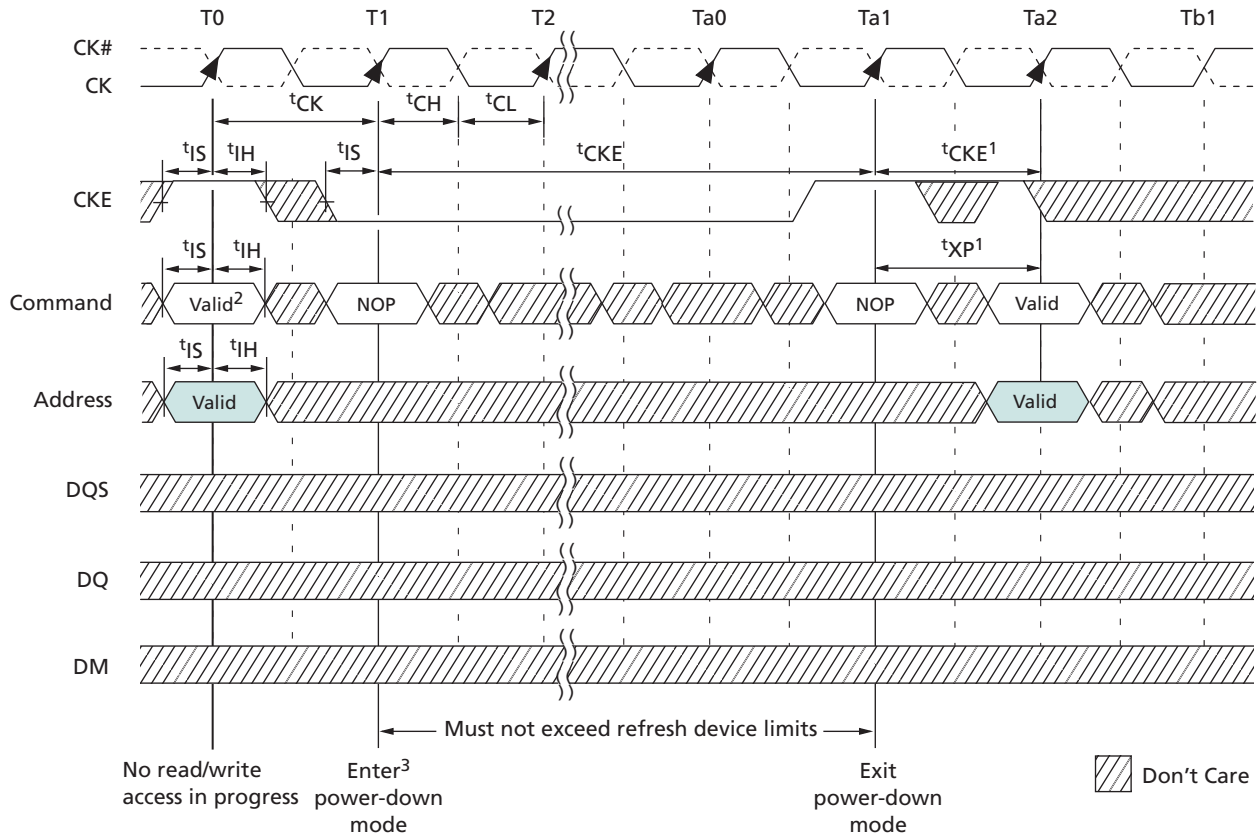 T0 T1 T2 Ta0 Ta1 Ta2 Tb1
CK#
CK
tCK tCH tCL
tIS tIH tIS tCKE tCKE1
CKE
tIS tIH tXP1
Command Valid2 NOP NOP Valid
tIS tIH
Address Valid Valid
DQS
DQ
DM
Must not exceed refresh device limits
No read/write
access in progress
Enter3
power-down
mode
Exit
power-down
mode
Don't Care